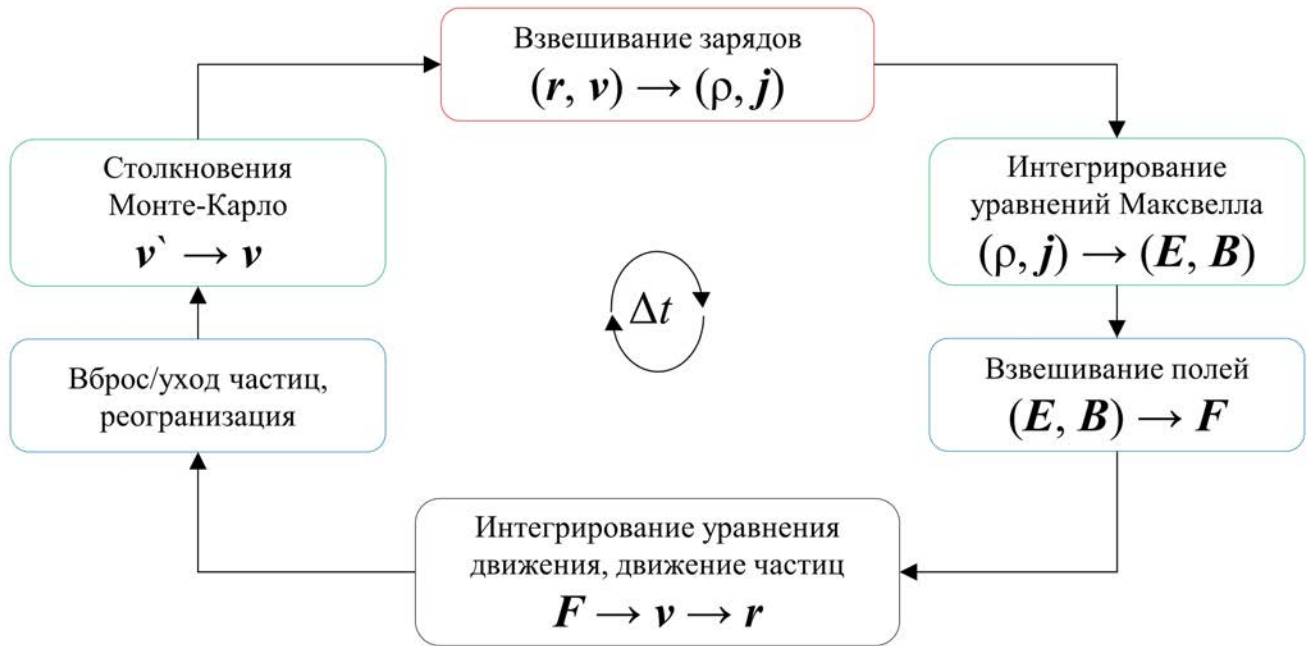 Взвешивание зарядов
(r, v) → (ρ, j)
Интегрирование
уравнений Максвелла
(ρ, j) → (E, B)
Взвешивание полей
(E, B) → F
Интегрирование уравнения
движения, движение частиц
F → v → r
Вброс/уход частиц,
реогранизация
Столкновения
Монте-Карло
v` → v
Δt